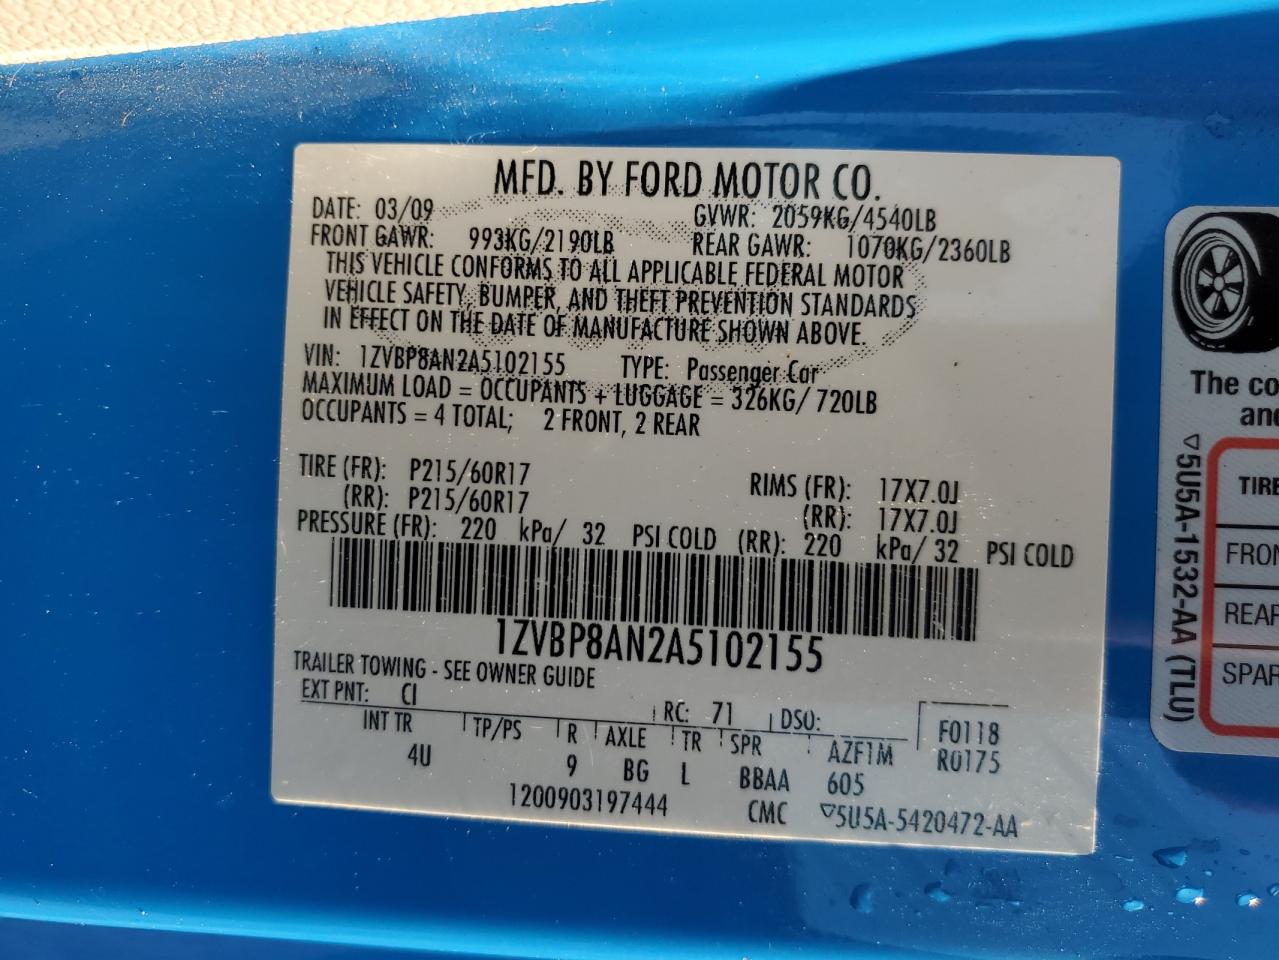 MFD. BY FORD MOTOR CO.
DATE: 03/09 GVWR: 2059KG/4540LB
FRONT GAWR: 993KG/2190LB REAR GAWR: 1070KG/2360LB
THIS VEHICLE CONFORMS TO ALL APPLICABLE FEDERAL MOTOR
VEHICLE SAFETY, BUMPER, AND THEFT PREVENTION STANDARDS
IN EFFECT ON THE DATE OF MANUFACTURE SHOWN ABOVE.
VIN: 1ZVBP8AN2A5102155 TYPE: Passenger Car
MAXIMUM LOAD = OCCUPANTS + LUGGAGE = 326KG/ 720LB
OCCUPANTS = 4 TOTAL; 2 FRONT, 2 REAR
TIRE (FR): P215/60R17 RIMS (FR): 17X7.0J
(RR): P215/60R17 (RR): 17X7.0J
PRESSURE (FR): 220 kPa/ 32 PSI COLD (RR): 220 kPa/ 32 PSI COLD
1ZVBP8AN2A5102155
TRAILER TOWING - SEE OWNER GUIDE
EXT PNT: CI RC: 71 DSO: F0118
INT TR TP/PS R AXLE TR SPR AZF1M R0175
4U 9 BG L BBAA 605
1200903197444 CMC ▽5U5A-5420472-AA
The co
and
▽5U5A-1532-AA (TLU)
TIRE
FRON
REAR
SPAR